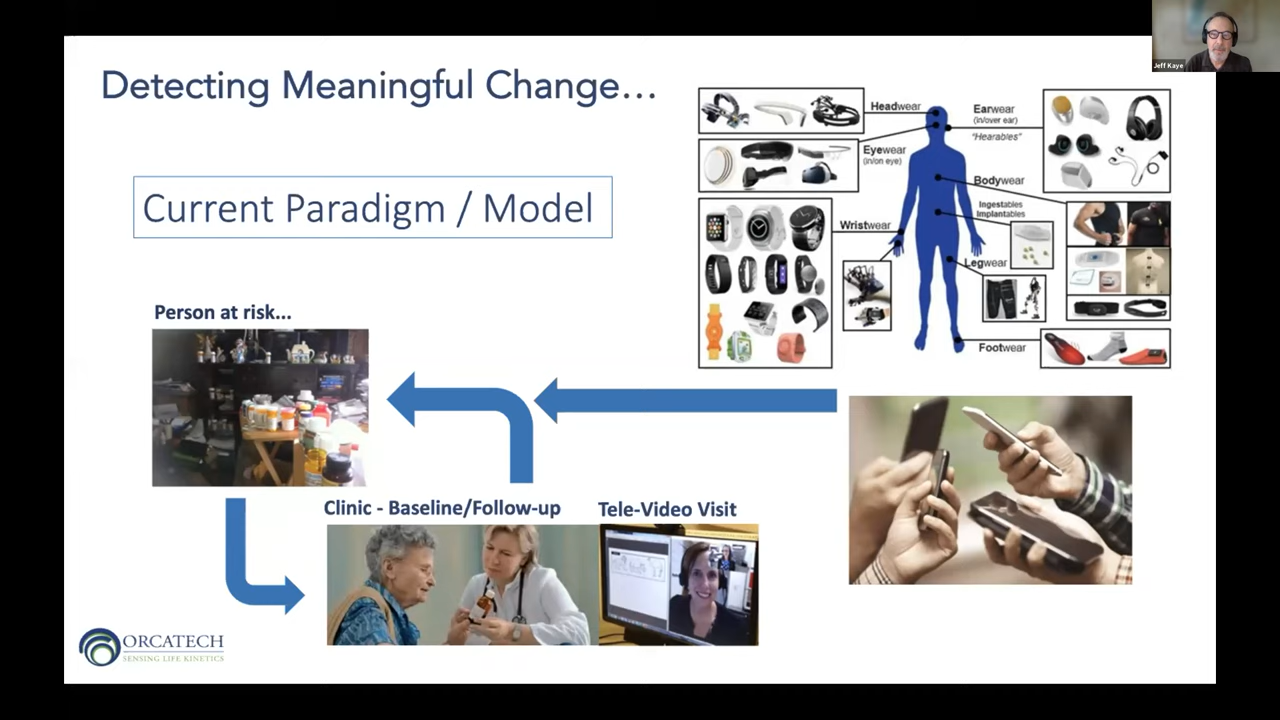 Jeff Kaye
Detecting Meaningful Change...
Current Paradigm / Model
Headwear
Earwear
(in/over ear)
"Hearables"
Eyewear
(in/on eye)
Bodywear
Ingestables
Implantables
Wristwear
Legwear
Footwear
Person at risk...
Clinic - Baseline/Follow-up
Tele-Video Visit
ORCATECH
SENSING LIFE KINETICS